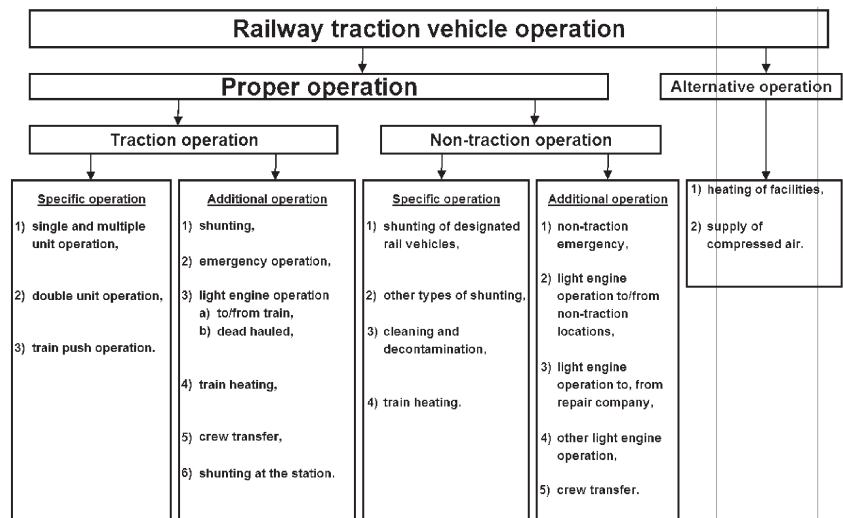 Railway traction vehicle operation
Proper operation
Alternative operation
Traction operation
Non-traction operation
Specific operation
1) single and multiple
unit operation,
2) double unit operation,
3) train push operation.
Additional operation
1) shunting,
2) emergency operation,
3) light engine operation
a) to/from train,
b) dead hauled,
4) train heating,
5) crew transfer,
6) shunting at the station.
Specific operation
1) shunting of designated
rail vehicles,
2) other types of shunting,
3) cleaning and
decontamination,
4) train heating.
Additional operation
1) non-traction
emergency,
2) light engine
operation to/from
non-traction
locations,
3) light engine
operation to, from
repair company,
4) other light engine
operation,
5) crew transfer.
1) heating of facilities,
2) supply of
compressed air.